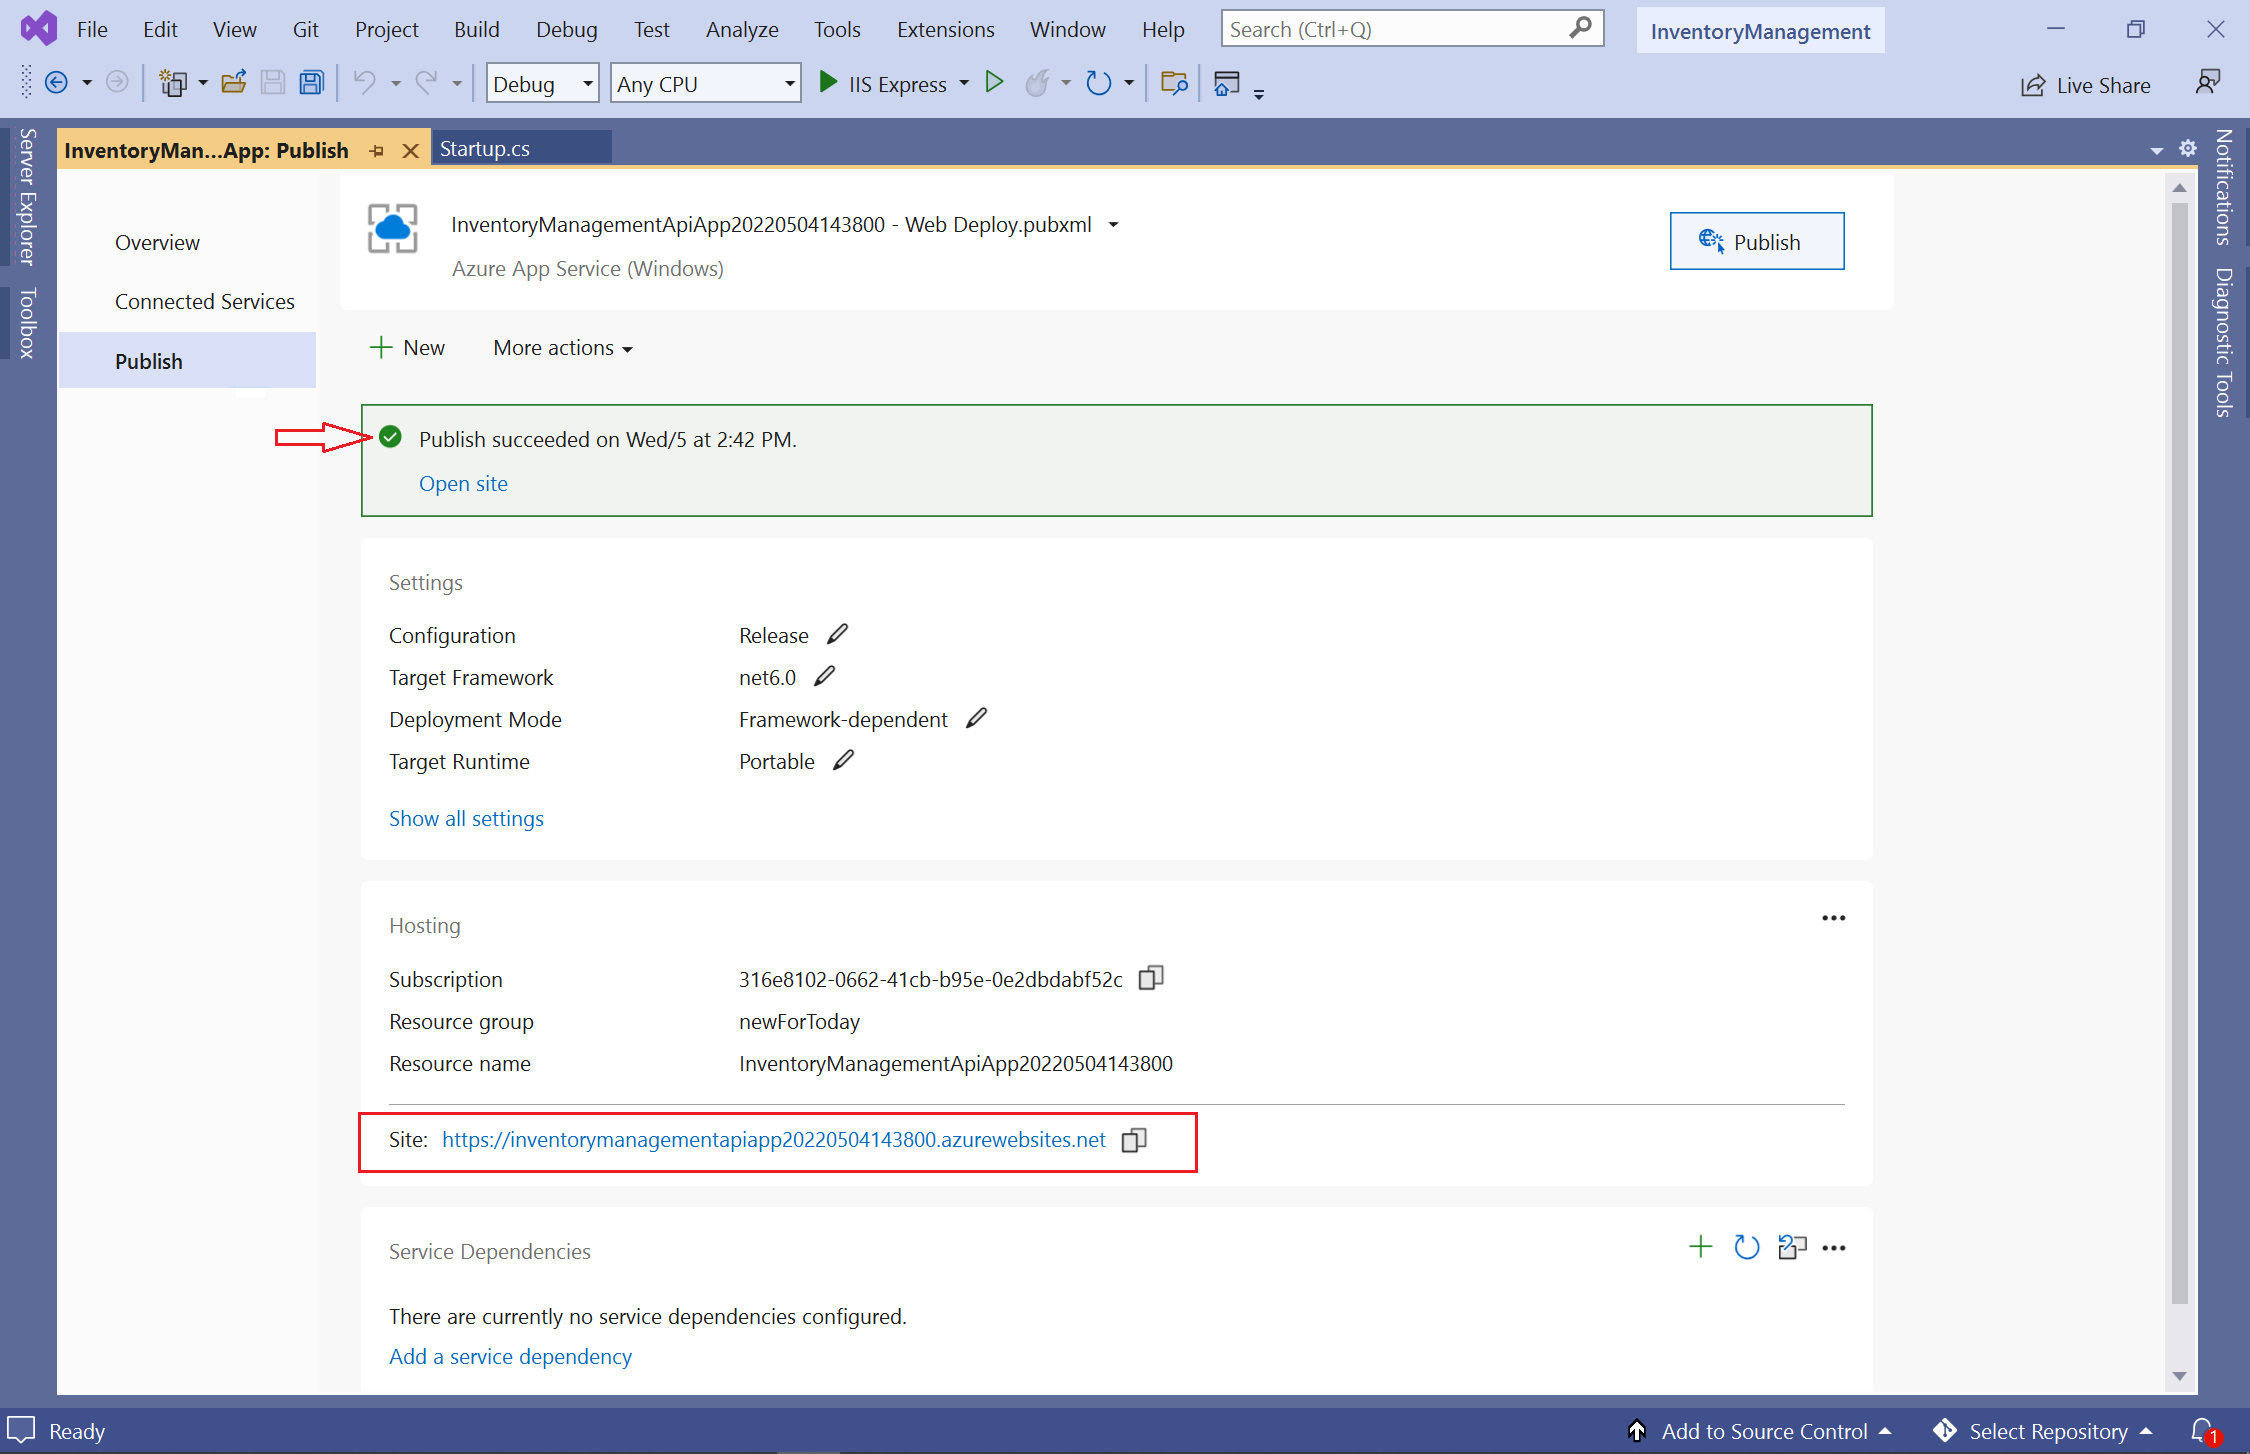 File Edit View Git Project Build Debug Test Analyze Tools Extensions Window Help Search (Ctrl+Q) InventoryManagement
Debug Any CPU IIS Express Live Share
Server Explorer
Toolbox
InventoryMan...App: Publish Startup.cs
Overview
Connected Services
Publish
InventoryManagementApiApp20220504143800 - Web Deploy.pubxml
Azure App Service (Windows)
Publish
New More actions
Publish succeeded on Wed/5 at 2:42 PM.
Open site
Settings
Configuration Release
Target Framework net6.0
Deployment Mode Framework-dependent
Target Runtime Portable
Show all settings
Hosting
Subscription 316e8102-0662-41cb-b95e-0e2dbdabf52c
Resource group newForToday
Resource name InventoryManagementApiApp20220504143800
Site: https://inventorymanagementapiapp20220504143800.azurewebsites.net
Service Dependencies
There are currently no service dependencies configured.
Add a service dependency
Notifications
Diagnostic Tools
Ready Add to Source Control Select Repository 1